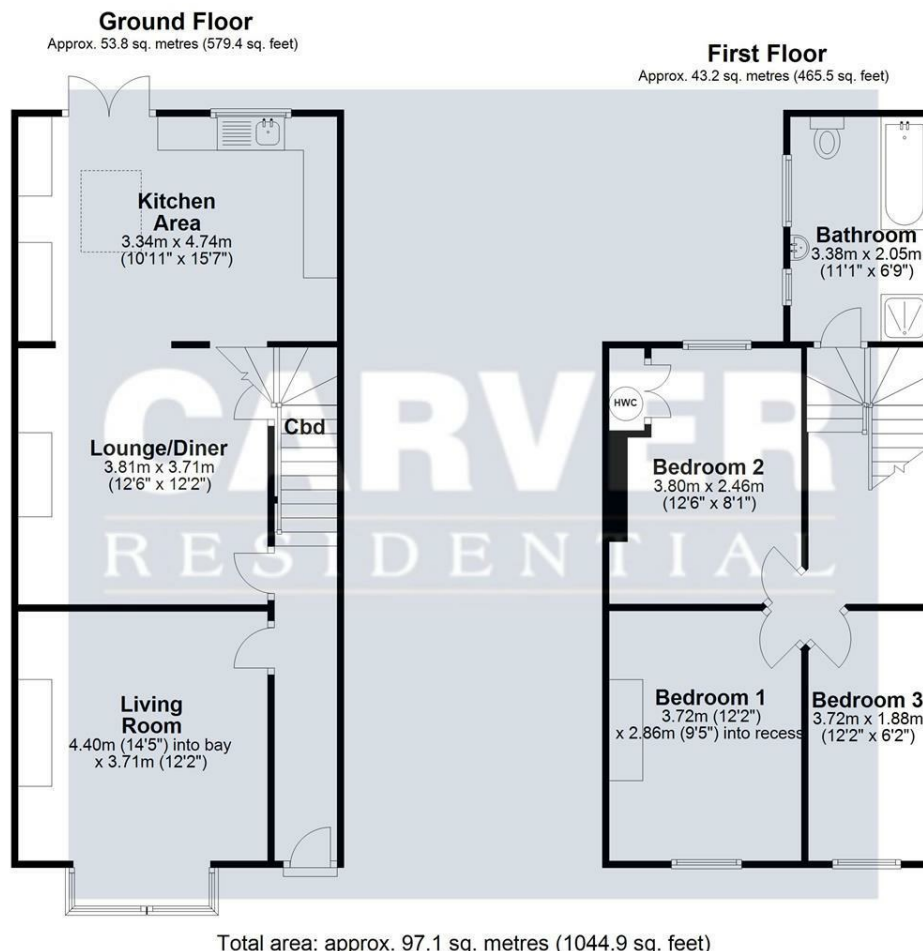 Ground Floor
Approx. 53.8 sq. metres (579.4 sq. feet)
Kitchen
Area
3.34m x 4.74m
(10'11" x 15'7")
Cbd
Lounge/Diner
3.81m x 3.71m
(12'6" x 12'2")
Living
Room
4.40m (14'5") into bay
x 3.71m (12'2")
First Floor
Approx. 43.2 sq. metres (465.5 sq. feet)
Bathroom
3.38m x 2.05m
(11'1" x 6'9")
HWC
Bedroom 2
3.80m x 2.46m
(12'6" x 8'1")
Bedroom 1
3.72m (12'2")
x 2.86m (9'5") into recess
Bedroom 3
3.72m x 1.88m
(12'2" x 6'2")
CARVER
RESIDENTIAL
Total area: approx. 97.1 sq. metres (1044.9 sq. feet)